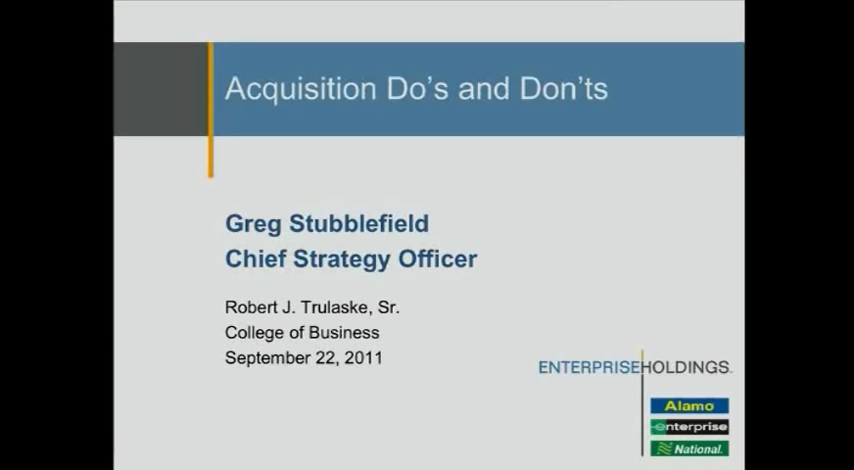 Acquisition Do's and Don'ts
Greg Stubblefield
Chief Strategy Officer
Robert J. Trulaske, Sr.
College of Business
September 22, 2011
ENTERPRISEHOLDINGS.
Alamo
enterprise
National.